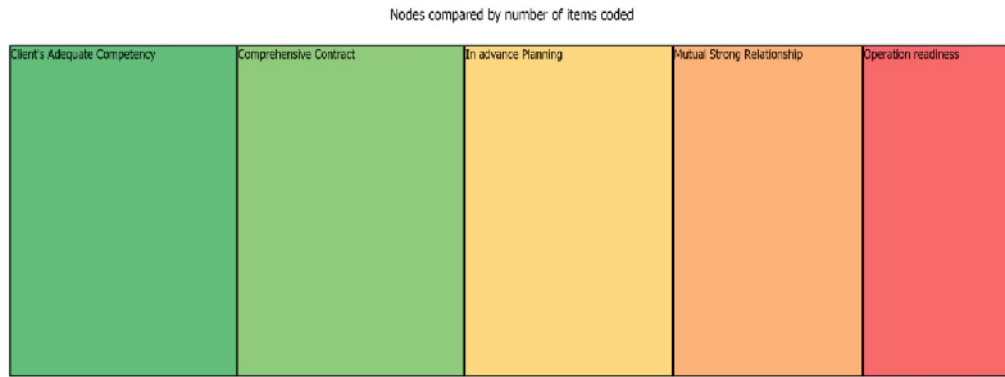 Nodes compared by number of items coded
Client's Adequate Competency
Comprehensive Contract
In advance Planning
Mutual Strong Relationship
Operation readiness